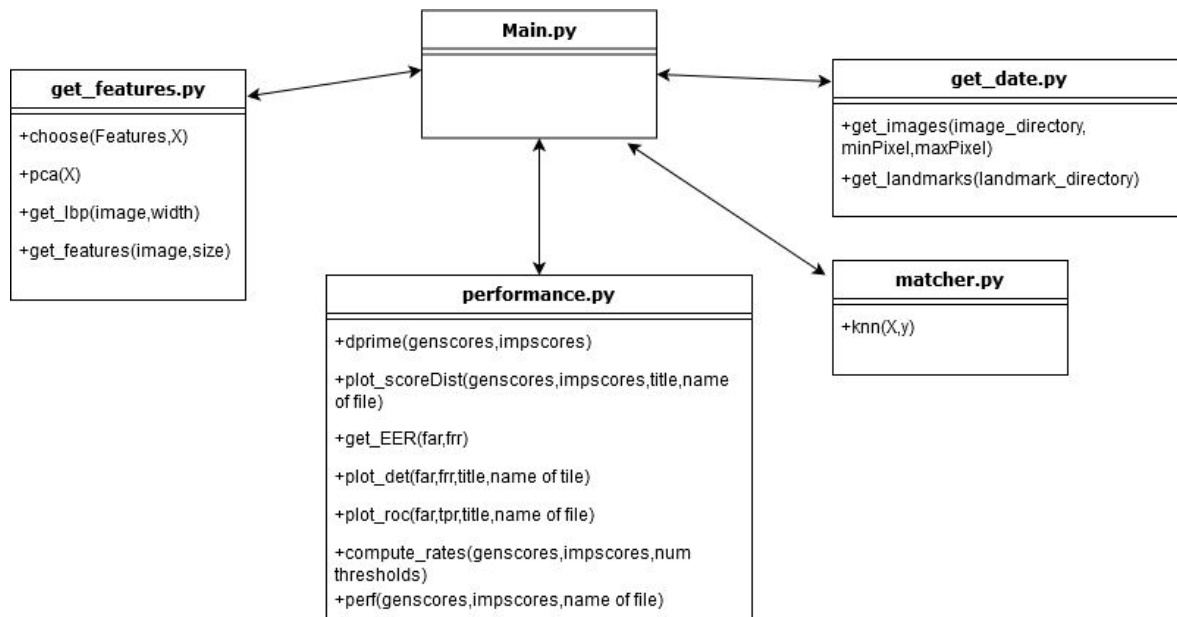 Main.py
get_features.py
+choose(Features,X)
+pca(X)
+get_lbp(image,width)
+get_features(image,size)
get_date.py
+get_images(image_directory,
minPixel,maxPixel)
+get_landmarks(landmark_directory)
performance.py
+dprime(genscores,impscores)
+plot_scoreDist(genscores,impscores,title,name
of file)
+get_EER(far,frr)
+plot_det(far,frr,title,name of tile)
+plot_roc(far,tpr,title,name of file)
+compute_rates(genscores,impscores,num
thresholds)
+perf(genscores,impscores,name of file)
matcher.py
+knn(X,y)